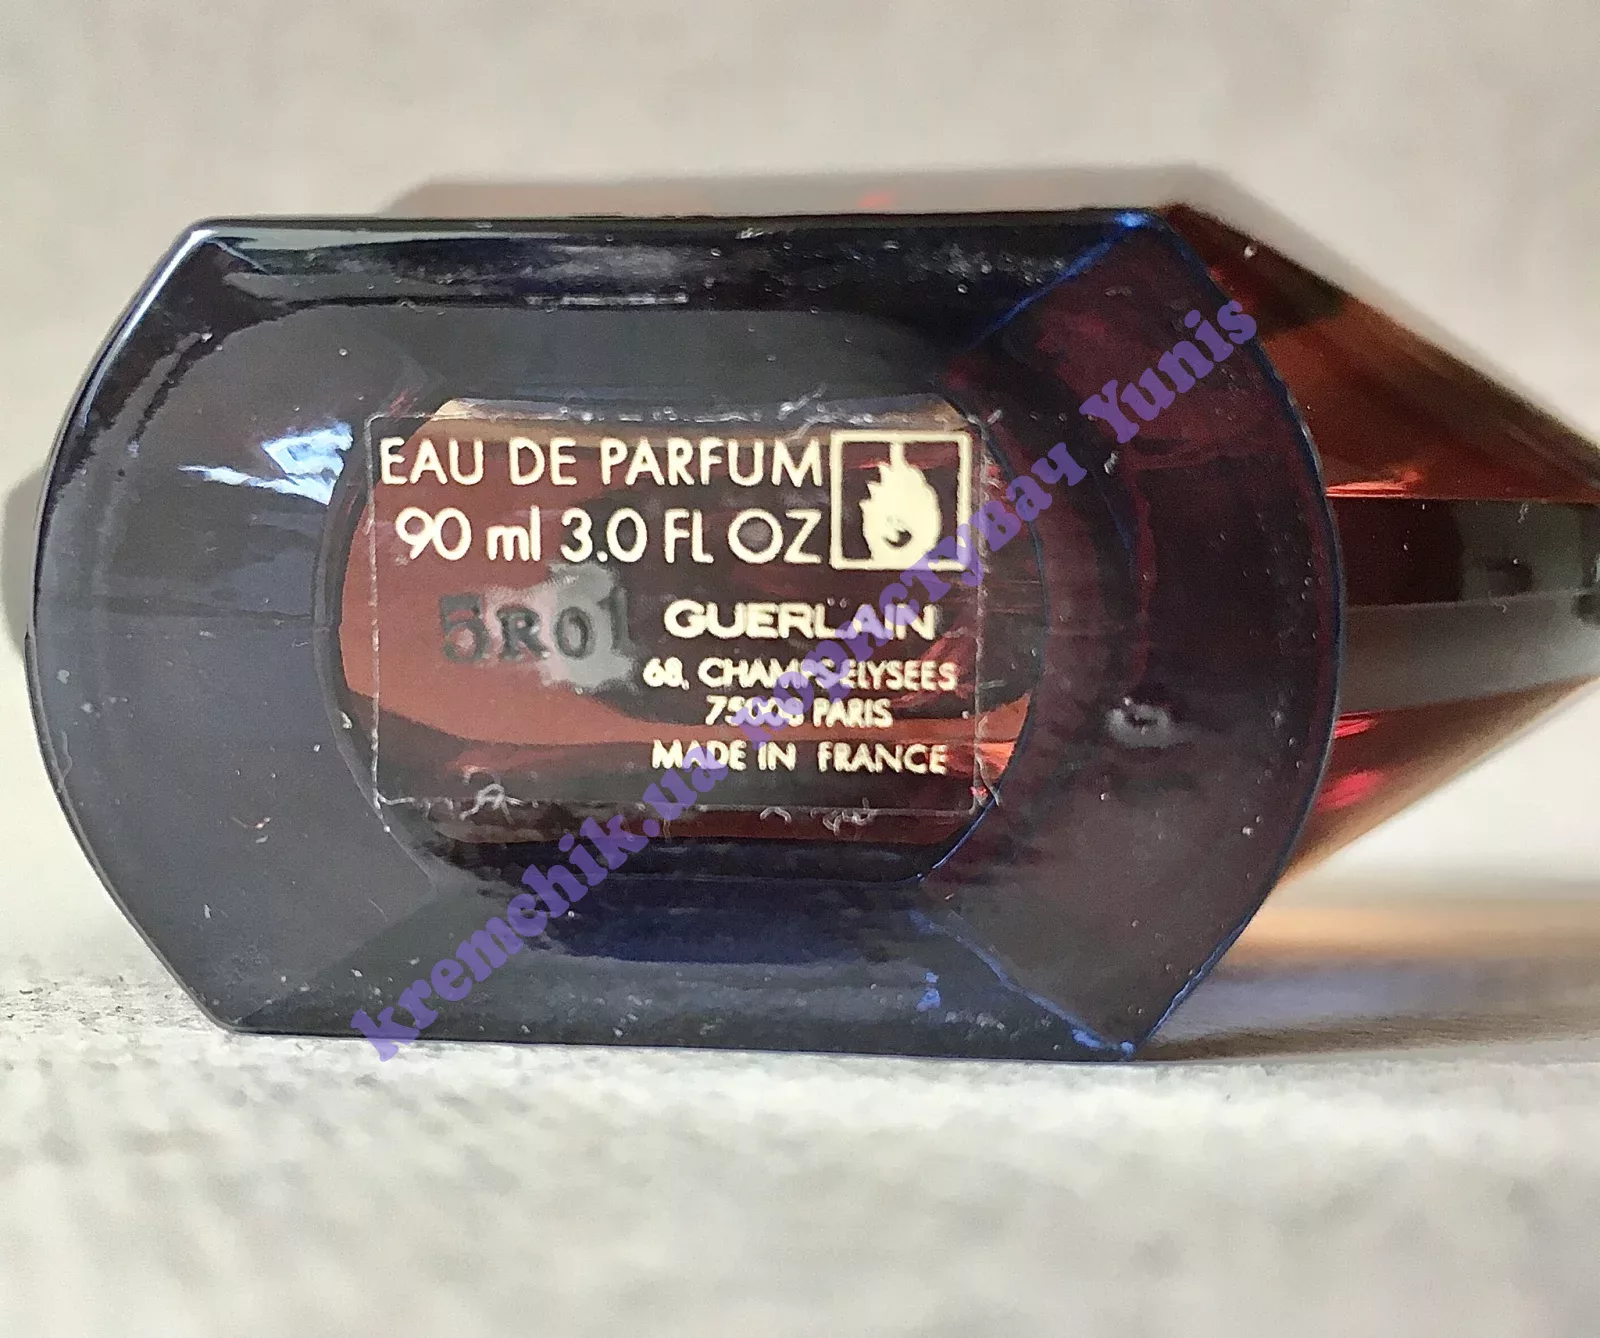 EAU DE PARFUM
90 ml 3.0 FL OZ
5R01
GUERLAIN
68, CHAMPS ELYSEES
75008 PARIS
MADE IN FRANCE
kremchik.ua користувач Yunis